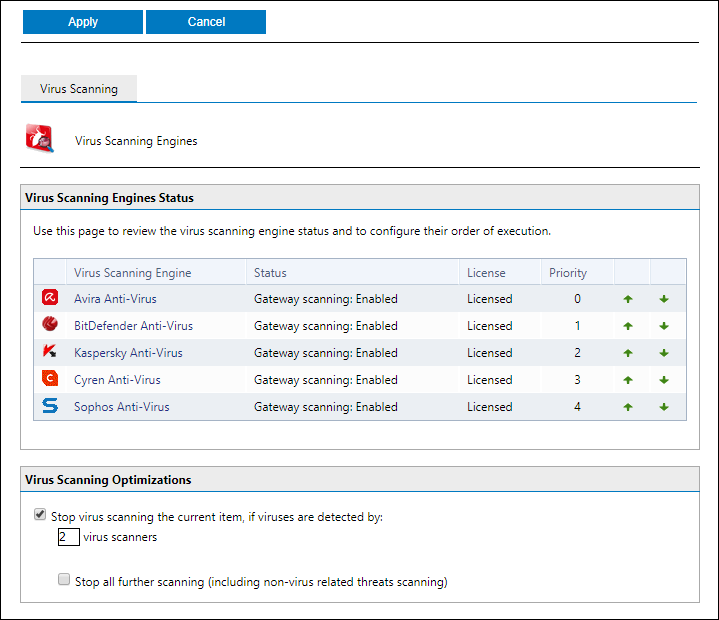 Apply Cancel
Virus Scanning
Virus Scanning Engines
Virus Scanning Engines Status
Use this page to review the virus scanning engine status and to configure their order of execution.
Virus Scanning Engine Status License Priority
Avira Anti-Virus Gateway scanning: Enabled Licensed 0
BitDefender Anti-Virus Gateway scanning: Enabled Licensed 1
Kaspersky Anti-Virus Gateway scanning: Enabled Licensed 2
Cyren Anti-Virus Gateway scanning: Enabled Licensed 3
Sophos Anti-Virus Gateway scanning: Enabled Licensed 4
Virus Scanning Optimizations
Stop virus scanning the current item, if viruses are detected by:
2 virus scanners
Stop all further scanning (including non-virus related threats scanning)